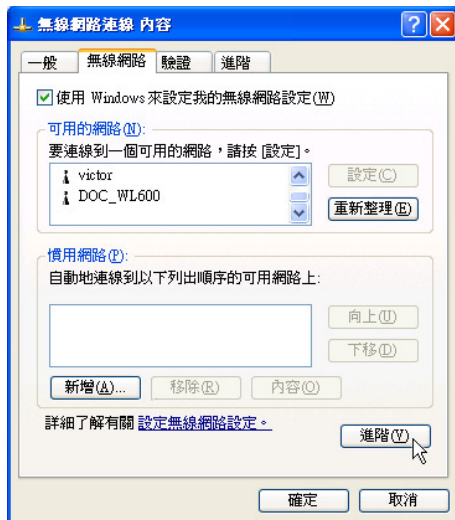 無線網路連線 內容
一般 無線網路 驗證 進階
使用 Windows 來設定我的無線網路設定(W)
可用的網路(N):
要連線到一個可用的網路，請按 [設定]。
victor
DOC_WL600
設定(C)
重新整理(E)
慣用網路(P):
自動地連線到以下列出順序的可用網路上:
向上(U)
下移(D)
新增(A)... 移除(R) 內容(O)
詳細了解有關 設定無線網路設定。
進階(V)
確定 取消